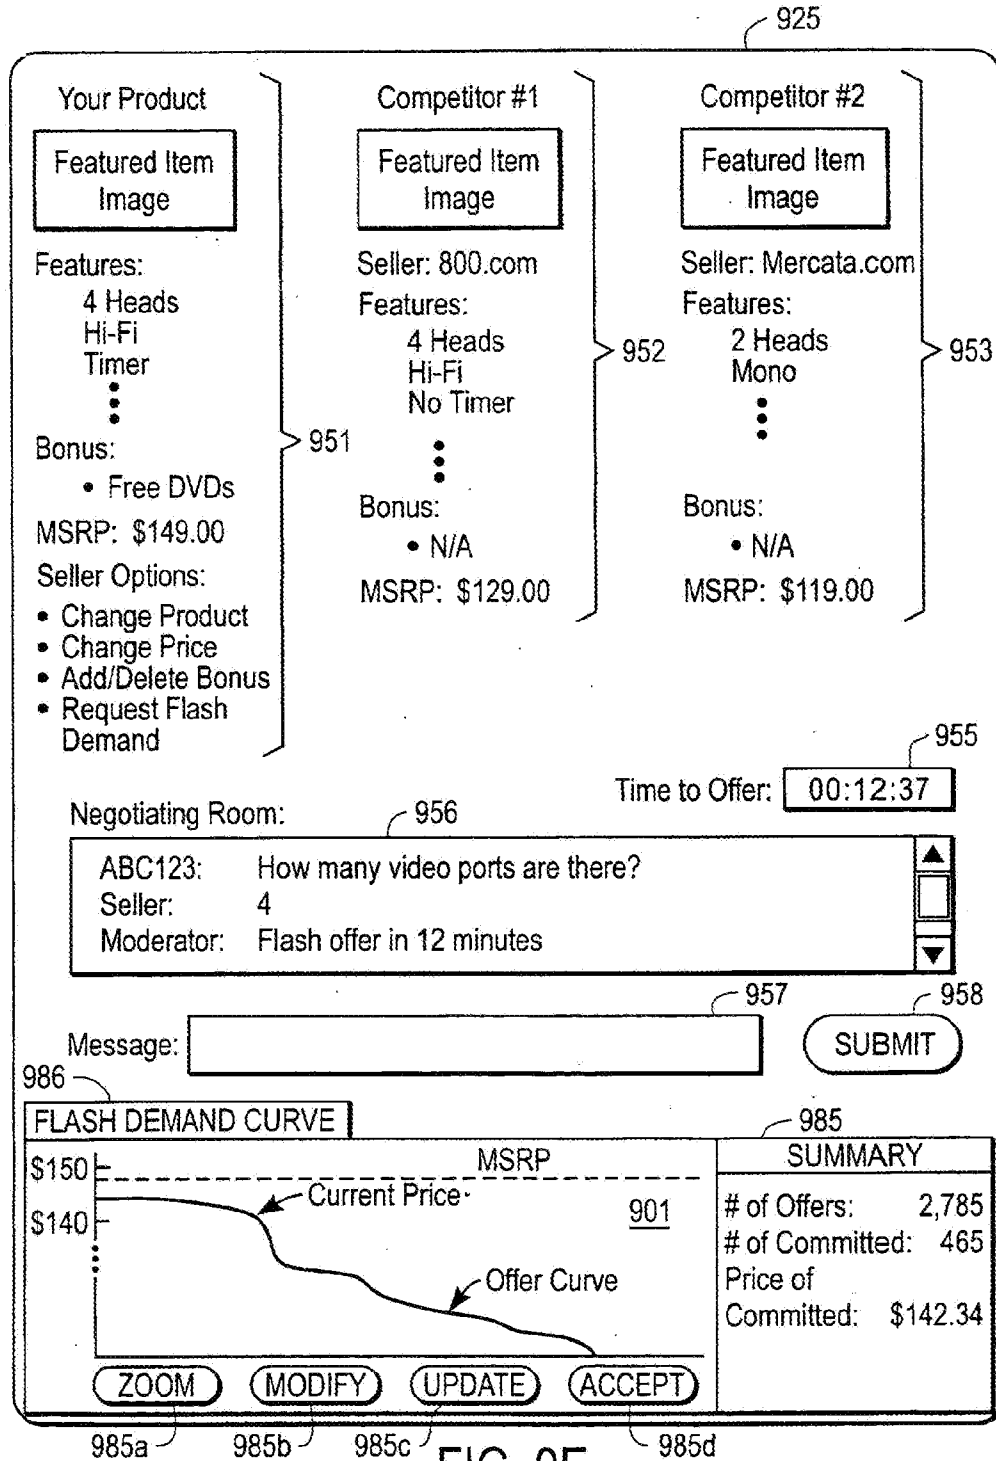 925
Your Product
Featured Item
Image
Features:
4 Heads
Hi-Fi
Timer
Bonus:
• Free DVDs
MSRP: $149.00
Seller Options:
• Change Product
• Change Price
• Add/Delete Bonus
• Request Flash
Demand
951
Competitor #1
Featured Item
Image
Seller: 800.com
Features:
4 Heads
Hi-Fi
No Timer
Bonus:
• N/A
MSRP: $129.00
952
Competitor #2
Featured Item
Image
Seller: Mercata.com
Features:
2 Heads
Mono
Bonus:
• N/A
MSRP: $119.00
953
955
Time to Offer: 00:12:37
Negotiating Room:
956
ABC123: How many video ports are there?
Seller: 4
Moderator: Flash offer in 12 minutes
957
958
Message:
SUBMIT
986
FLASH DEMAND CURVE
$150
MSRP
Current Price
$140
901
Offer Curve
ZOOM MODIFY UPDATE ACCEPT
985
SUMMARY
# of Offers: 2,785
# of Committed: 465
Price of
Committed: $142.34
985a 985b 985c 985d